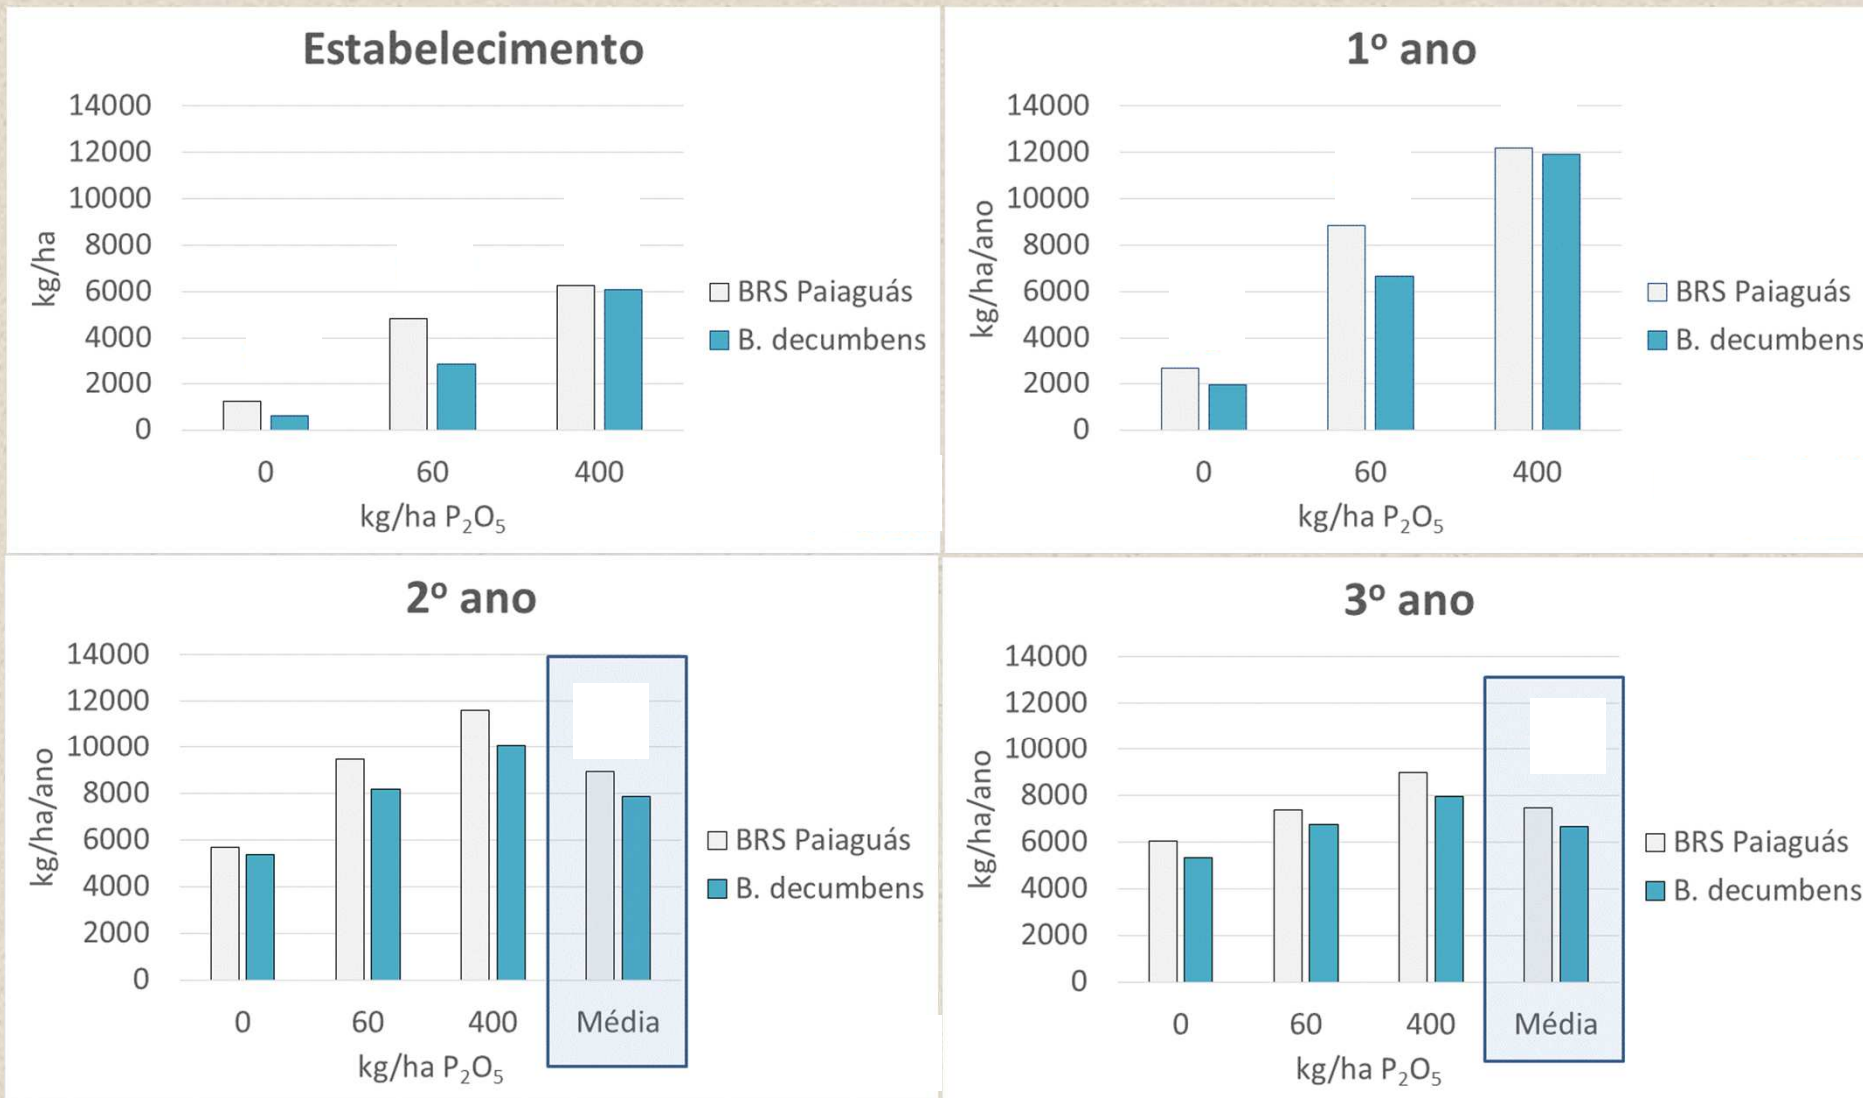 Estabelecimento
14000
12000
10000
8000
6000
4000
2000
0
kg/ha
0 60 400
kg/ha P₂O₅
BRS Paiaguás
B. decumbens
1º ano
14000
12000
10000
8000
6000
4000
2000
0
kg/ha/ano
0 60 400
kg/ha P₂O₅
BRS Paiaguás
B. decumbens
2º ano
14000
12000
10000
8000
6000
4000
2000
0
kg/ha/ano
0 60 400 Média
kg/ha P₂O₅
BRS Paiaguás
B. decumbens
3º ano
14000
12000
10000
8000
6000
4000
2000
0
kg/ha/ano
0 60 400 Média
kg/ha P₂O₅
BRS Paiaguás
B. decumbens